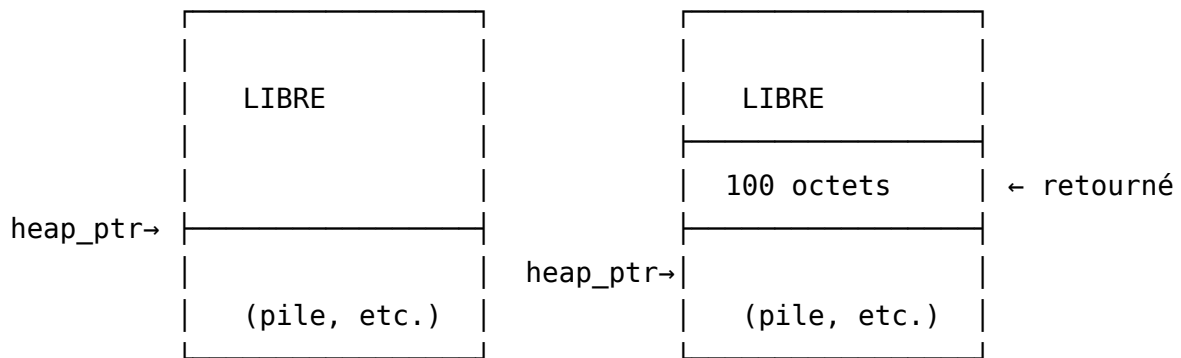 LIBRE LIBRE
100 octets ← retourné
heap_ptr→
heap_ptr→
(pile, etc.) (pile, etc.)